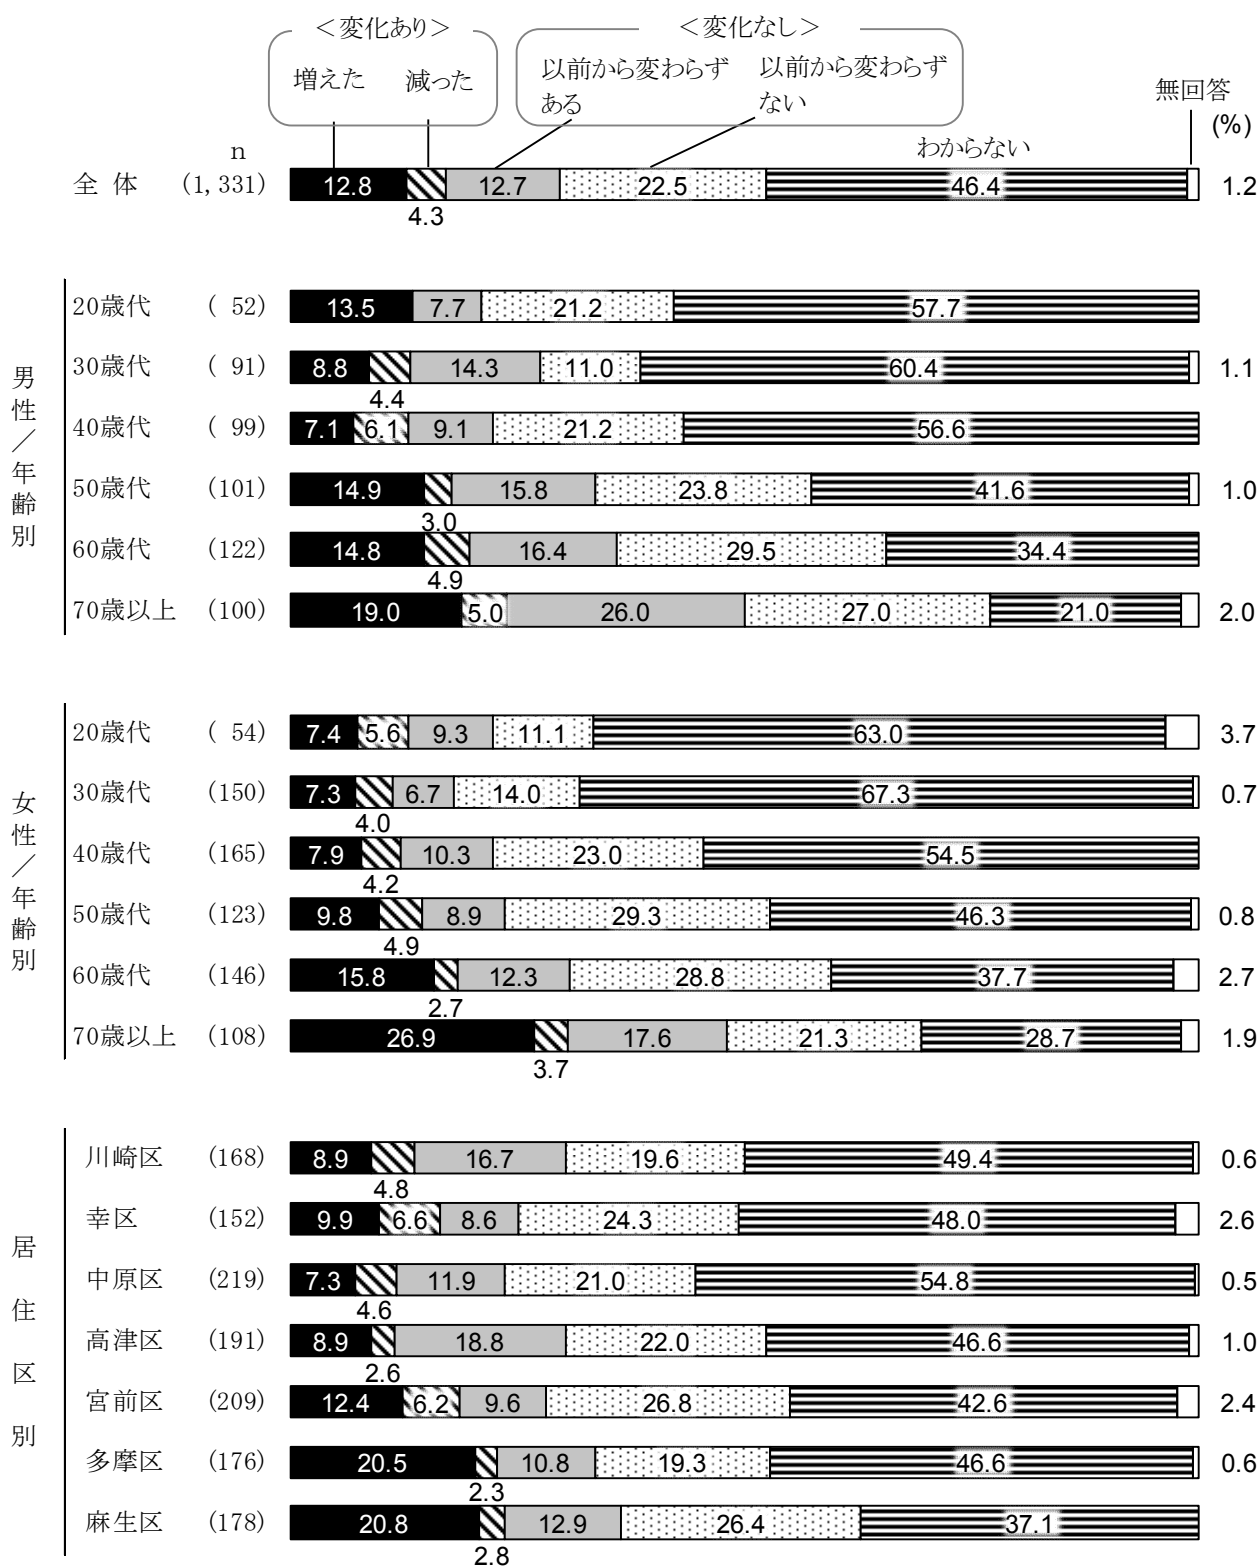 ＜変化あり＞ ＜変化なし＞
増えた 減った 以前から変わらず 以前から変わらず
ある ない 無回答
(%)
n わからない
全 体 (1,331) 12.8 12.7 22.5 46.4 1.2
4.3
男性／年齢別
20歳代 ( 52) 13.5 7.7 21.2 57.7
30歳代 ( 91) 8.8 14.3 11.0 60.4 1.1
4.4
40歳代 ( 99) 7.1 6.1 9.1 21.2 56.6
50歳代 (101) 14.9 15.8 23.8 41.6 1.0
3.0
60歳代 (122) 14.8 16.4 29.5 34.4
4.9
70歳以上 (100) 19.0 5.0 26.0 27.0 21.0 2.0
女性／年齢別
20歳代 ( 54) 7.4 5.6 9.3 11.1 63.0 3.7
30歳代 (150) 7.3 6.7 14.0 67.3 0.7
4.0
40歳代 (165) 7.9 10.3 23.0 54.5
4.2
50歳代 (123) 9.8 8.9 29.3 46.3 0.8
4.9
60歳代 (146) 15.8 12.3 28.8 37.7 2.7
2.7
70歳以上 (108) 26.9 17.6 21.3 28.7 1.9
3.7
居住区別
川崎区 (168) 8.9 16.7 19.6 49.4 0.6
4.8
幸区 (152) 9.9 6.6 8.6 24.3 48.0 2.6
中原区 (219) 7.3 11.9 21.0 54.8 0.5
4.6
高津区 (191) 8.9 18.8 22.0 46.6 1.0
2.6
宮前区 (209) 12.4 6.2 9.6 26.8 42.6 2.4
多摩区 (176) 20.5 10.8 19.3 46.6 0.6
2.3
麻生区 (178) 20.8 12.9 26.4 37.1
2.8